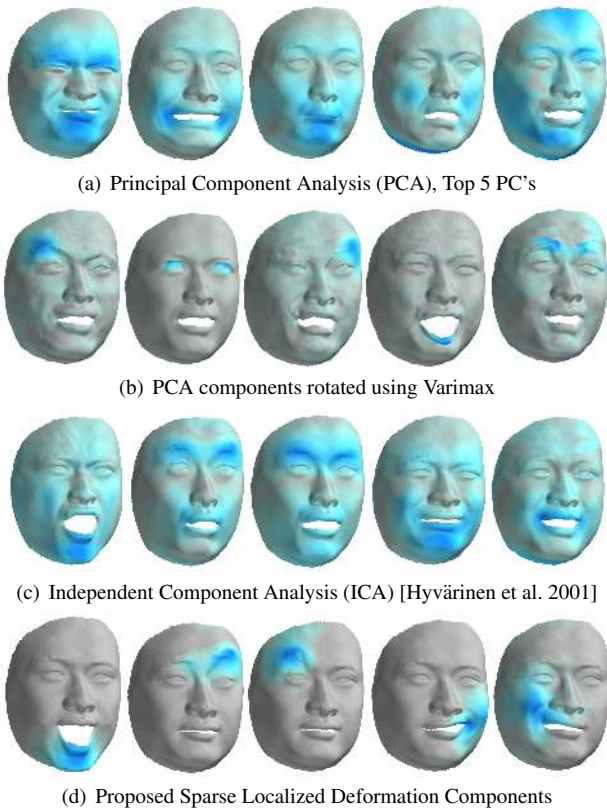 (a) Principal Component Analysis (PCA), Top 5 PC's
(b) PCA components rotated using Varimax
(c) Independent Component Analysis (ICA) [Hyvärinen et al. 2001]
(d) Proposed Sparse Localized Deformation Components